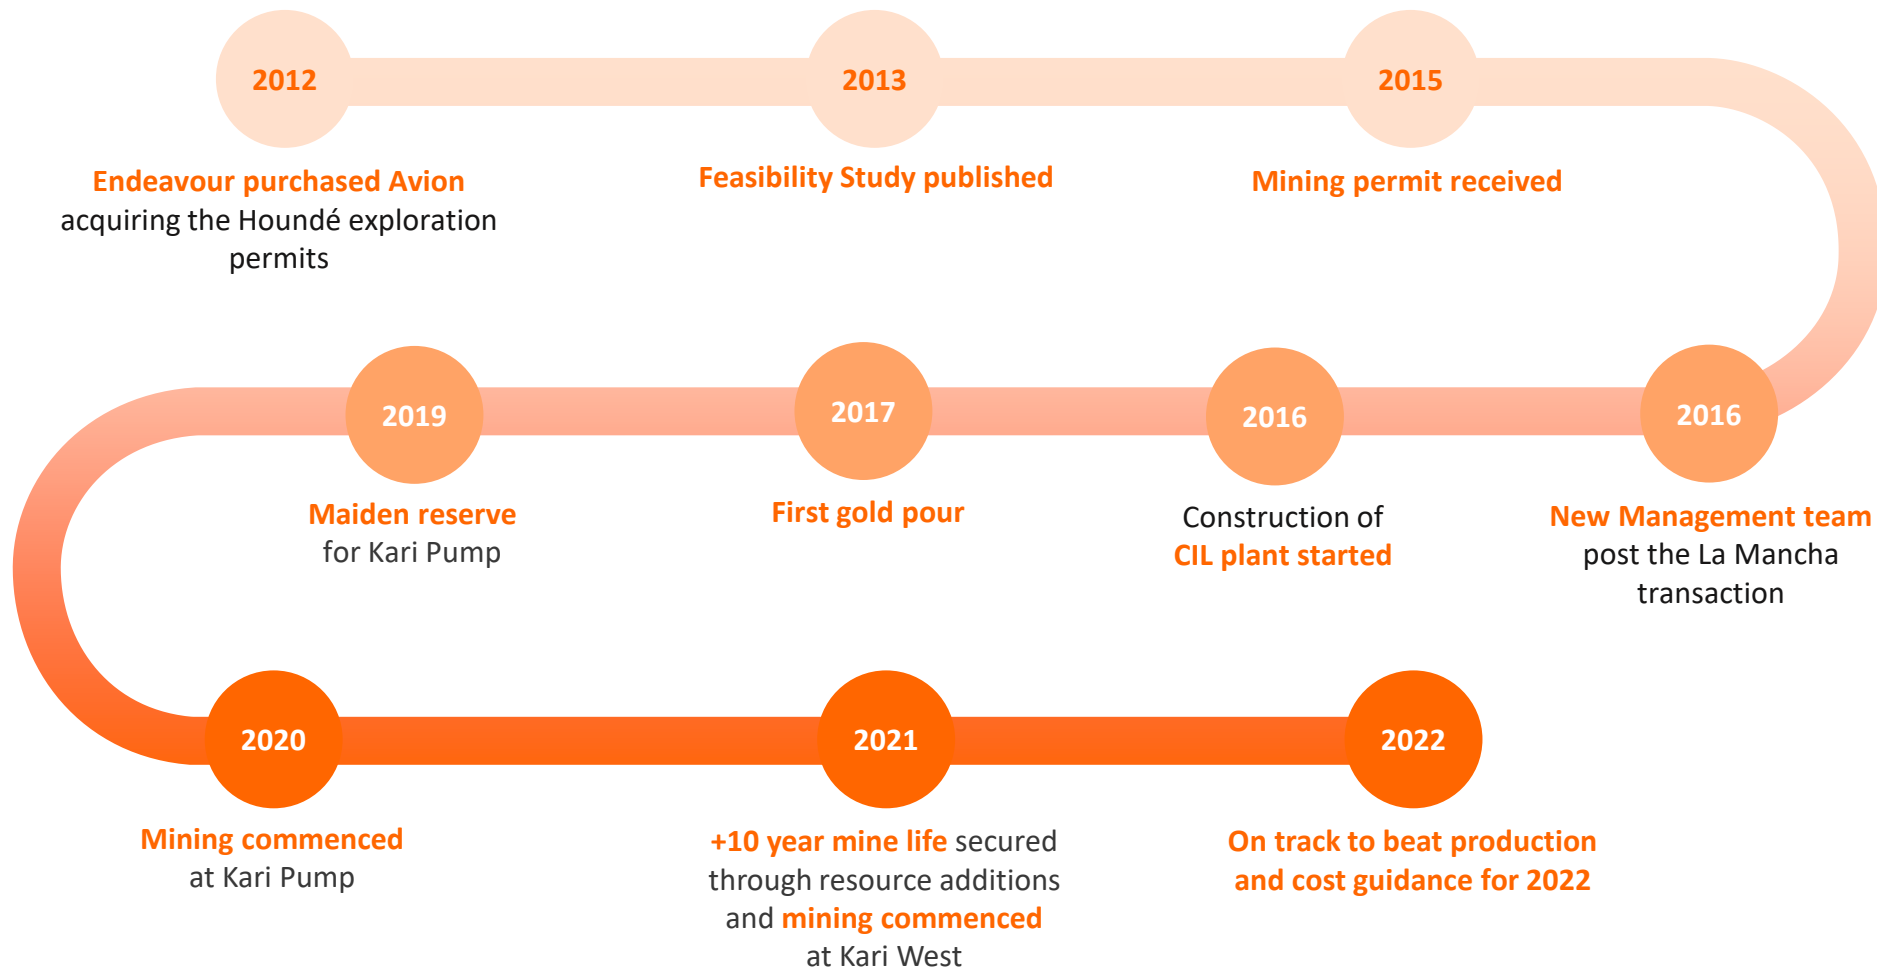 2012
Endeavour purchased Avion
acquiring the Houndé exploration
permits
2013
Feasibility Study published
2015
Mining permit received
2016
New Management team
post the La Mancha
transaction
2016
Construction of
CIL plant started
2017
First gold pour
2019
Maiden reserve
for Kari Pump
2020
Mining commenced
at Kari Pump
2021
+10 year mine life secured
through resource additions
and mining commenced
at Kari West
2022
On track to beat production
and cost guidance for 2022